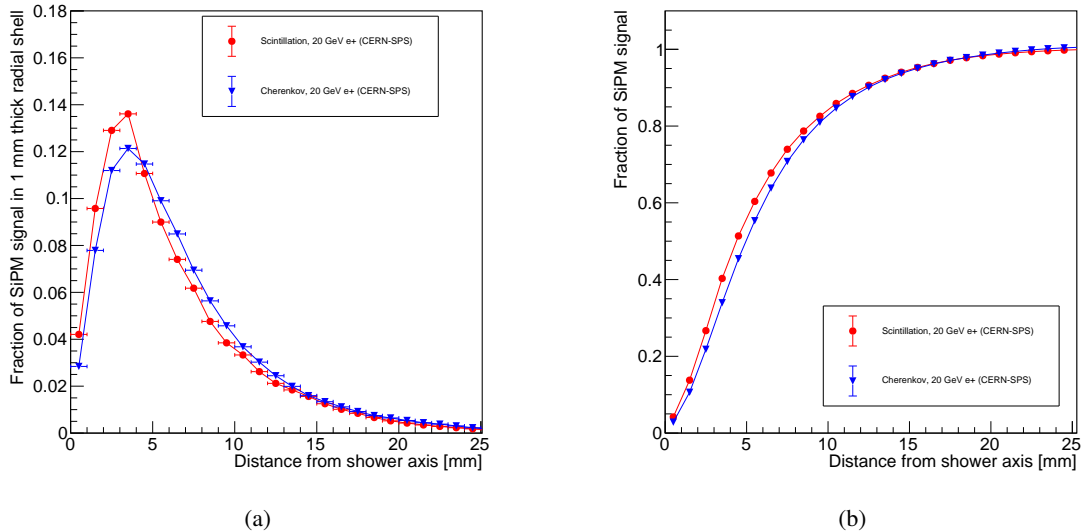 Fraction of SiPM signal in 1 mm thick radial shell
0.18
0.16
0.14
0.12
0.1
0.08
0.06
0.04
0.02
0
Scintillation, 20 GeV e+ (CERN-SPS)
Cherenkov, 20 GeV e+ (CERN-SPS)
0 5 10 15 20 25
Distance from shower axis [mm]
(a)
Fraction of SiPM signal
1
0.8
0.6
0.4
0.2
0
Scintillation, 20 GeV e+ (CERN-SPS)
Cherenkov, 20 GeV e+ (CERN-SPS)
0 5 10 15 20 25
Distance from shower axis [mm]
(b)